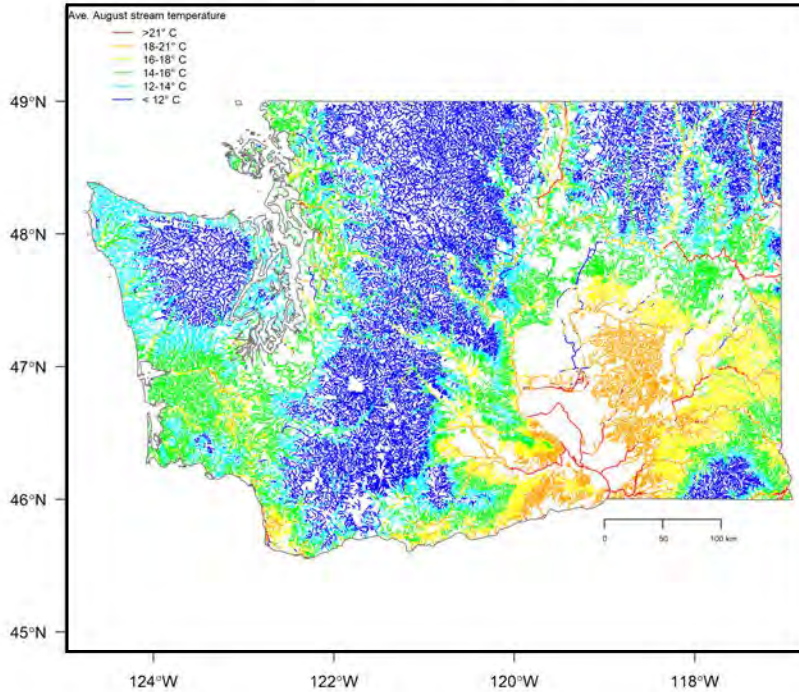 Ave. August stream temperature
>21° C
18-21° C
16-18° C
14-16° C
12-14° C
< 12° C
49°N
48°N
47°N
46°N
45°N
0 50 100 km
124°W 122°W 120°W 118°W